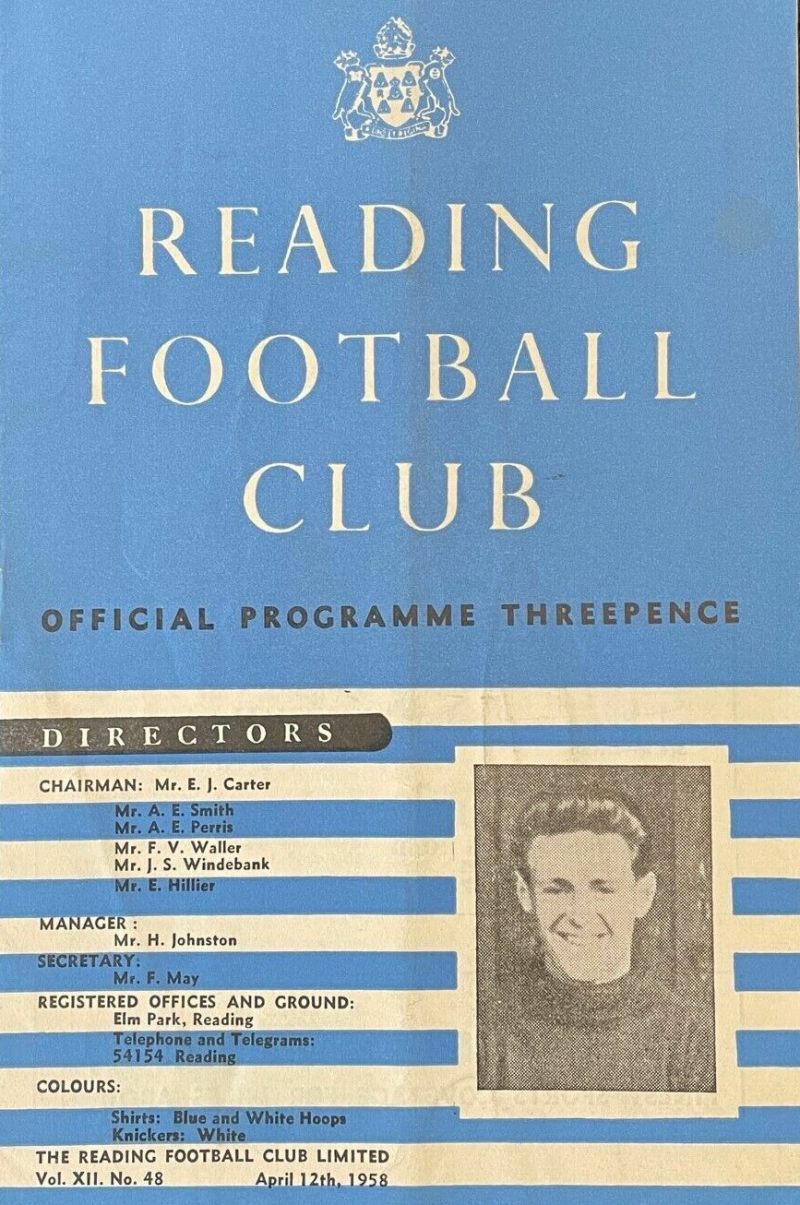 READING
FOOTBALL
CLUB
OFFICIAL PROGRAMME THREEPENCE
DIRECTORS
CHAIRMAN: Mr. E. J. Carter
Mr. A. E. Smith
Mr. A. E. Perris
Mr. F. V. Waller
Mr. J. S. Windebank
Mr. E. Hillier
MANAGER :
Mr. H. Johnston
SECRETARY:
Mr. F. May
REGISTERED OFFICES AND GROUND:
Elm Park, Reading
Telephone and Telegrams:
54154 Reading
COLOURS:
Shirts: Blue and White Hoops
Knickers: White
THE READING FOOTBALL CLUB LIMITED
Vol. XII. No. 48 April 12th, 1958